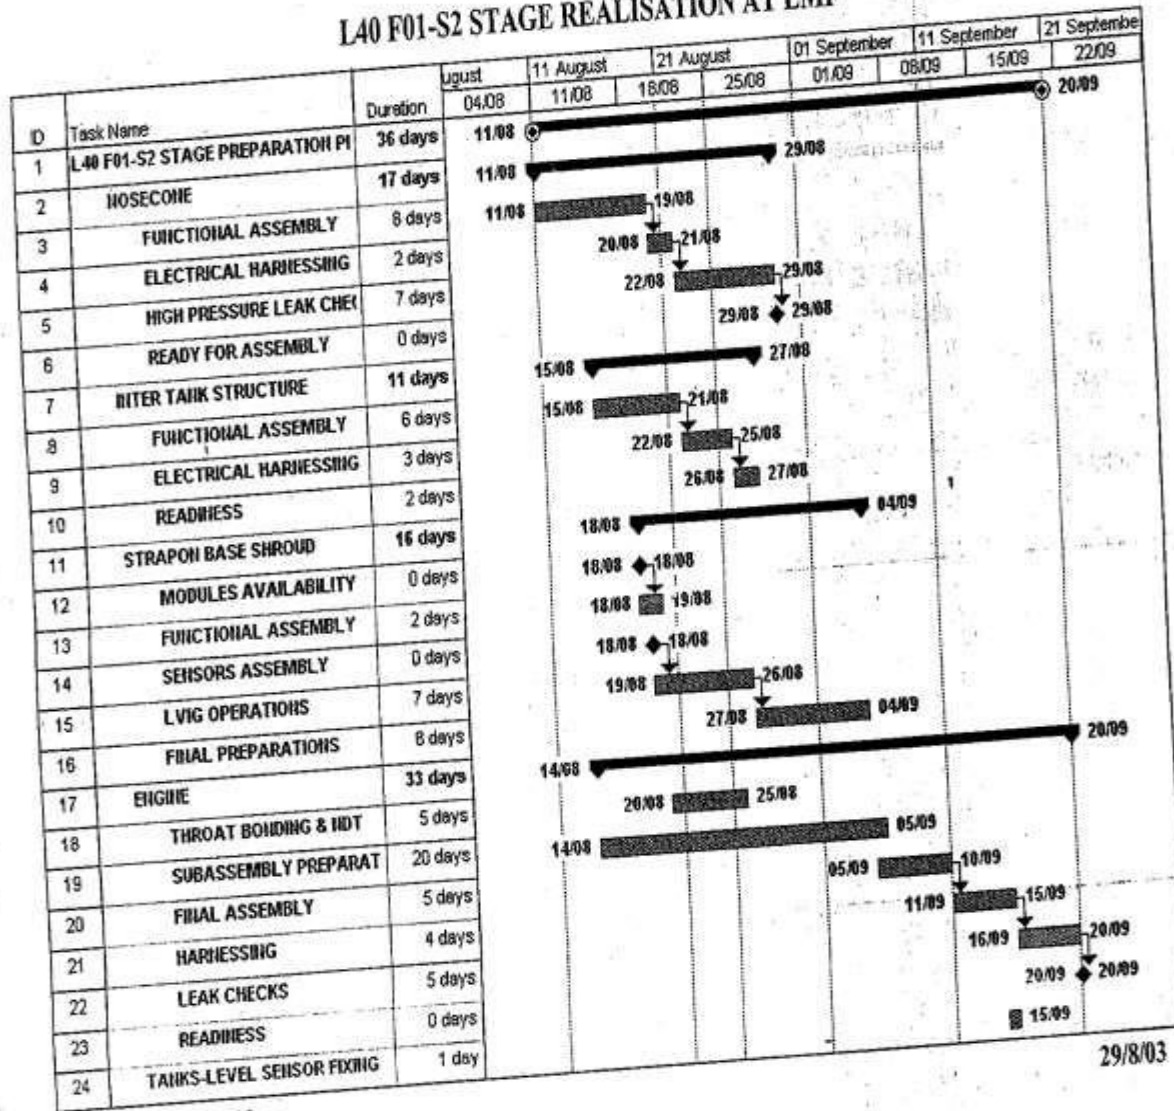 L40 F01-S2 STAGE REALISATION AT
ugust 11 August 21 August 01 September 11 September 21 Septembe
ID Task Name Duration 04/08 11/08 18/08 25/08 01/09 08/09 15/09 22/09
1 L40 F01-S2 STAGE PREPARATION Pl 36 days 11/08 20/09
2 NOSECONE 17 days 11/08 29/08
3 FUNCTIONAL ASSEMBLY 8 days 11/08 19/08
4 ELECTRICAL HARNESSING 2 days 20/08 21/08
5 HIGH PRESSURE LEAK CHE( 7 days 22/08 29/08
6 READY FOR ASSEMBLY 0 days 29/08 29/08
7 INTER TANK STRUCTURE 11 days 15/08 27/08
8 FUNCTIONAL ASSEMBLY 6 days 15/08 21/08
9 ELECTRICAL HARNESSING 3 days 22/08 25/08
10 READINESS 2 days 26/08 27/08
11 STRAPON BASE SHROUD 16 days 18/08 04/09
12 MODULES AVAILABILITY 0 days 18/08 18/08
13 FUNCTIONAL ASSEMBLY 2 days 18/08 19/08
14 SENSORS ASSEMBLY 0 days 18/08 18/08
15 LVIG OPERATIONS 7 days 19/08 26/08
16 FINAL PREPARATIONS 8 days 27/08 04/09
17 ENGINE 33 days 14/08 20/09
18 THROAT BONDING & NDT 5 days 20/08 25/08
19 SUBASSEMBLY PREPARAT 20 days 14/08 05/09
20 FINAL ASSEMBLY 5 days 05/09 10/09
21 HARNESSING 4 days 11/09 15/09
22 LEAK CHECKS 5 days 16/09 20/09
23 READINESS 0 days 20/09 20/09
24 TANKS-LEVEL SENSOR FIXING 1 day 15/09
29/8/03